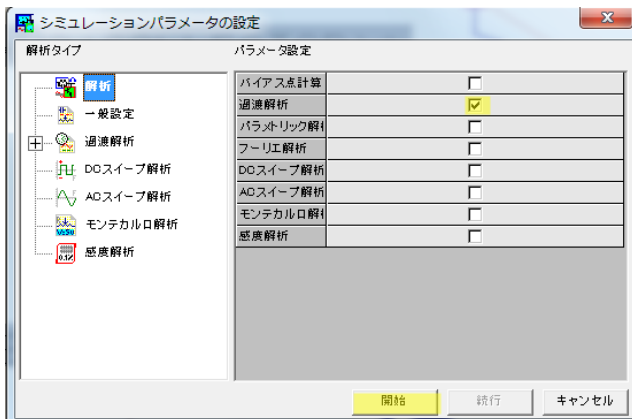 シミュレーションパラメータの設定
解析タイプ
パラメータ設定
解析
一般設定
過渡解析
DCスイープ解析
ACスイープ解析
モンテカルロ解析
感度解析
バイアス点計算
過渡解析
パラメトリック解析
フーリエ解析
DCスイープ解析
ACスイープ解析
モンテカルロ解析
感度解析
開始
続行
キャンセル